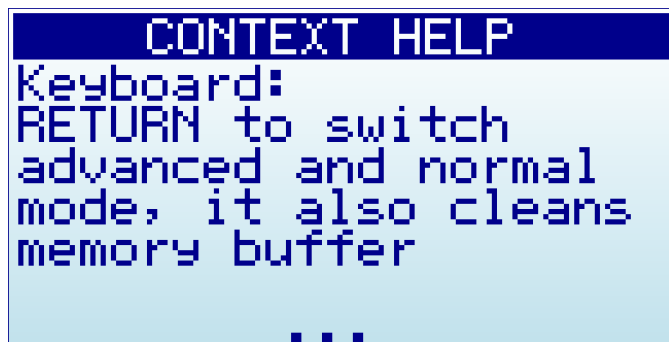 CONTEXT HELP
Keyboard:
RETURN to switch
advanced and normal
mode, it also cleans
memory buffer
...